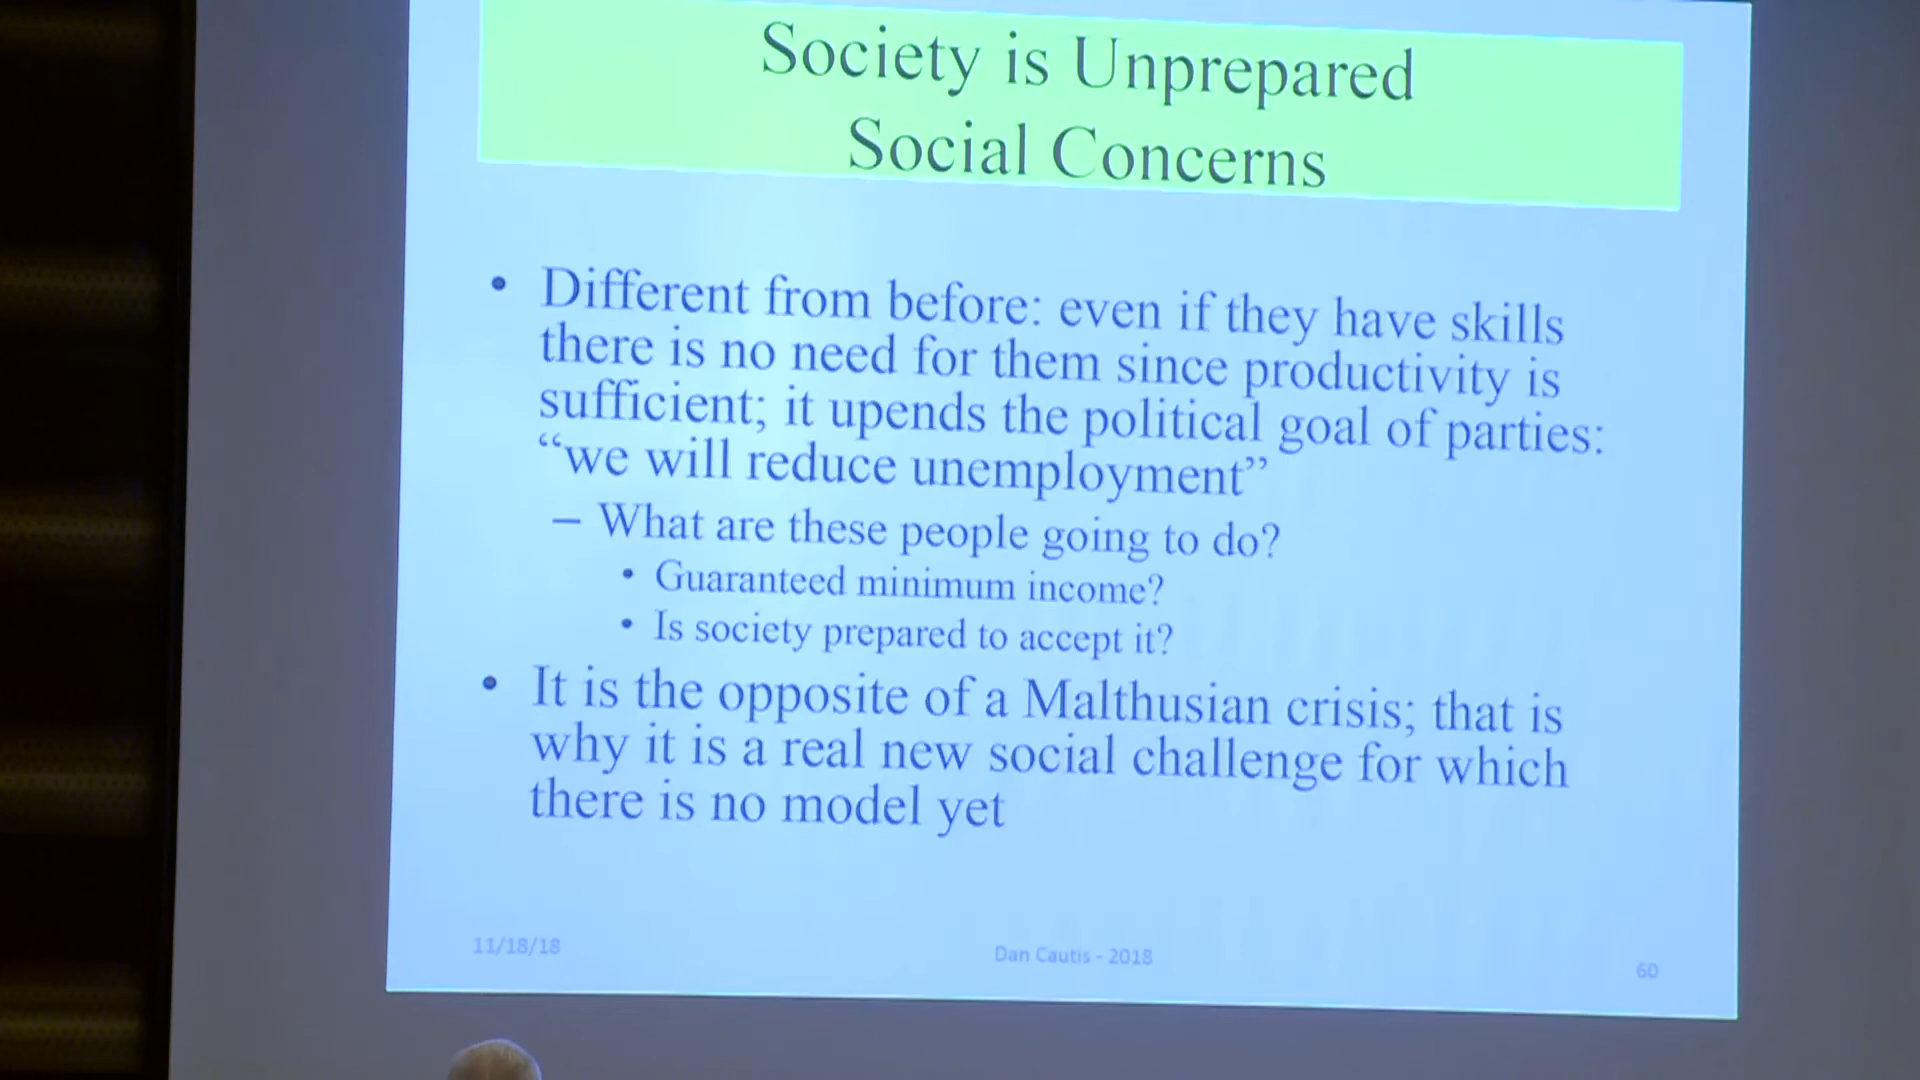 Society is Unprepared
Social Concerns
• Different from before: even if they have skills
there is no need for them since productivity is
sufficient; it upends the political goal of parties:
“we will reduce unemployment”
– What are these people going to do?
• Guaranteed minimum income?
• Is society prepared to accept it?
• It is the opposite of a Malthusian crisis; that is
why it is a real new social challenge for which
there is no model yet
11/18/18
Dan Cautis - 2018
60